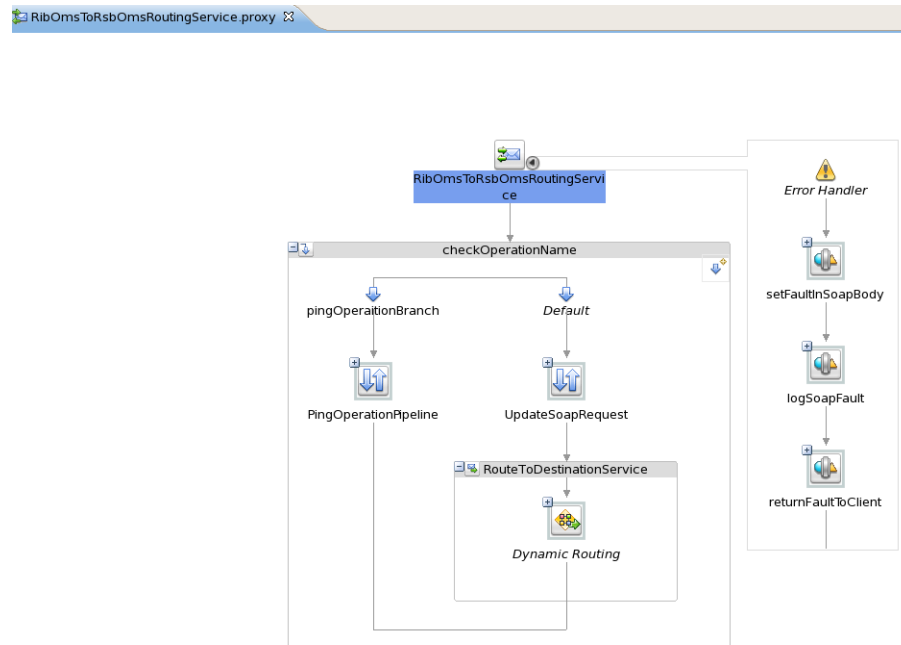 RibOmsToRsbOmsRoutingService.proxy
RibOmsToRsbOmsRoutingServi
ce
checkOperationName
pingOperaitionBranch
Default
PingOperationPipeline
UpdateSoapRequest
RouteToDestinationService
Dynamic Routing
Error Handler
setFaultInSoapBody
logSoapFault
returnFaultToClient